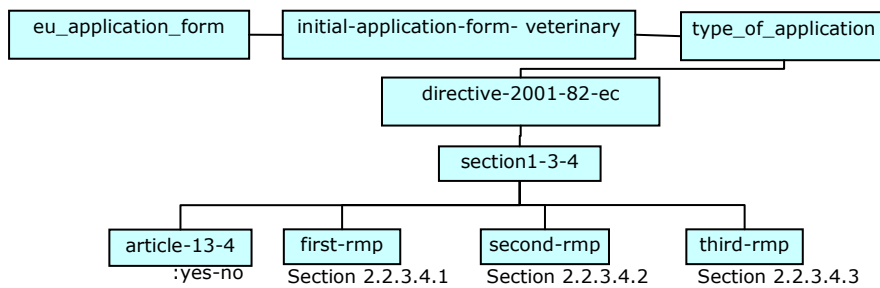 eu_application_form
initial-application-form- veterinary
type_of_application
directive-2001-82-ec
section1-3-4
article-13-4
first-rmp
second-rmp
third-rmp
:yes-no
Section 2.2.3.4.1
Section 2.2.3.4.2
Section 2.2.3.4.3